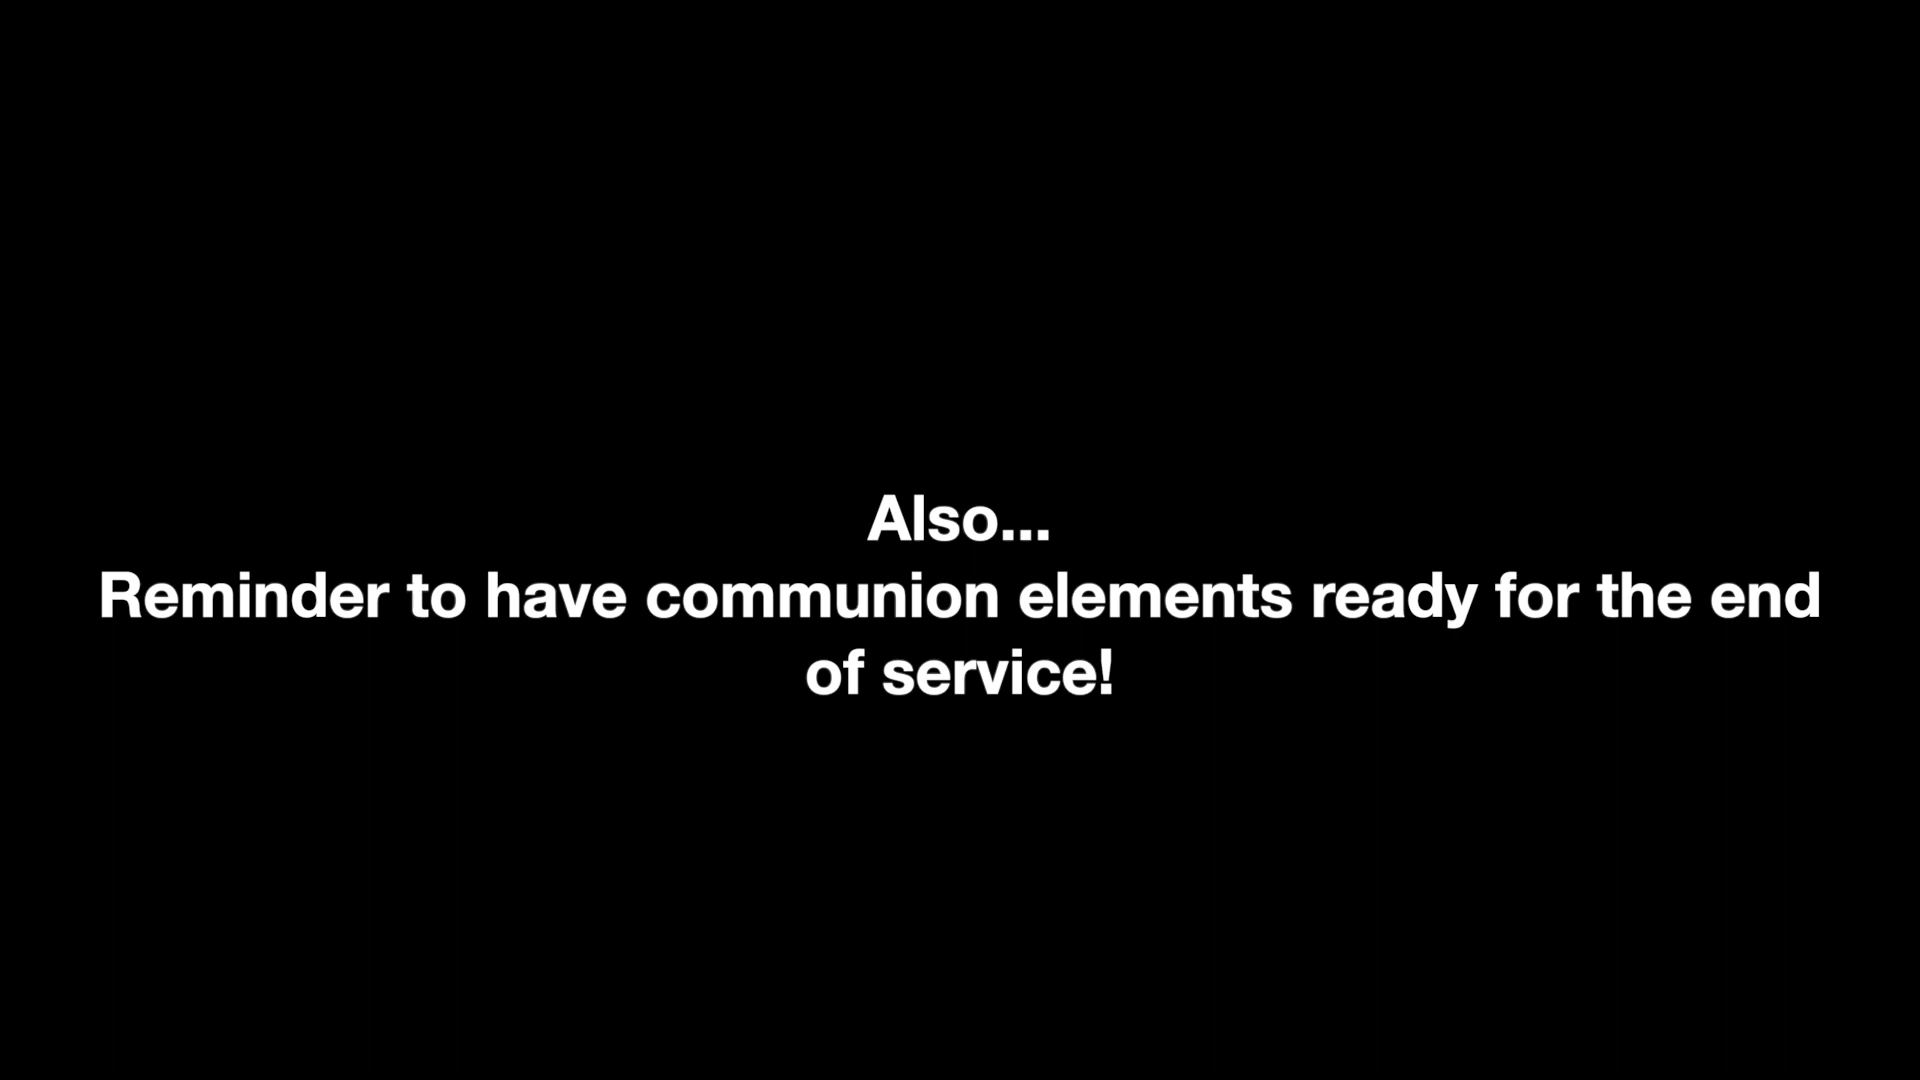 Also...
Reminder to have communion elements ready for the end
of service!